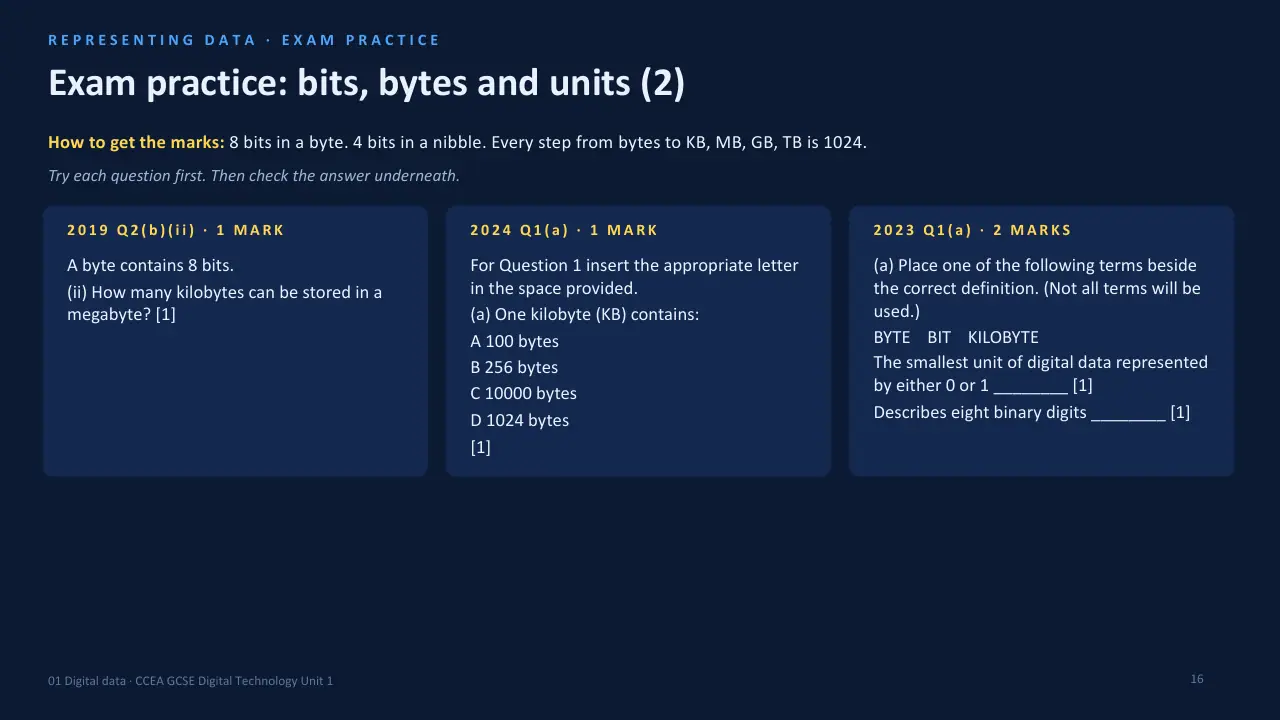 REPRESENTING DATA · EXAM PRACTICE
Exam practice: bits, bytes and units (2)
How to get the marks: 8 bits in a byte. 4 bits in a nibble. Every step from bytes to KB, MB, GB, TB is 1024.
Try each question first. Then check the answer underneath.
2019 Q2(b)(ii) · 1 MARK
A byte contains 8 bits.
(ii) How many kilobytes can be stored in a
megabyte? [1]
2024 Q1(a) · 1 MARK
For Question 1 insert the appropriate letter
in the space provided.
(a) One kilobyte (KB) contains:
A 100 bytes
B 256 bytes
C 10000 bytes
D 1024 bytes
[1]
2023 Q1(a) · 2 MARKS
(a) Place one of the following terms beside
the correct definition. (Not all terms will be
used.)
BYTE    BIT    KILOBYTE
The smallest unit of digital data represented
by either 0 or 1 ________ [1]
Describes eight binary digits ________ [1]
01 Digital data · CCEA GCSE Digital Technology Unit 1
16